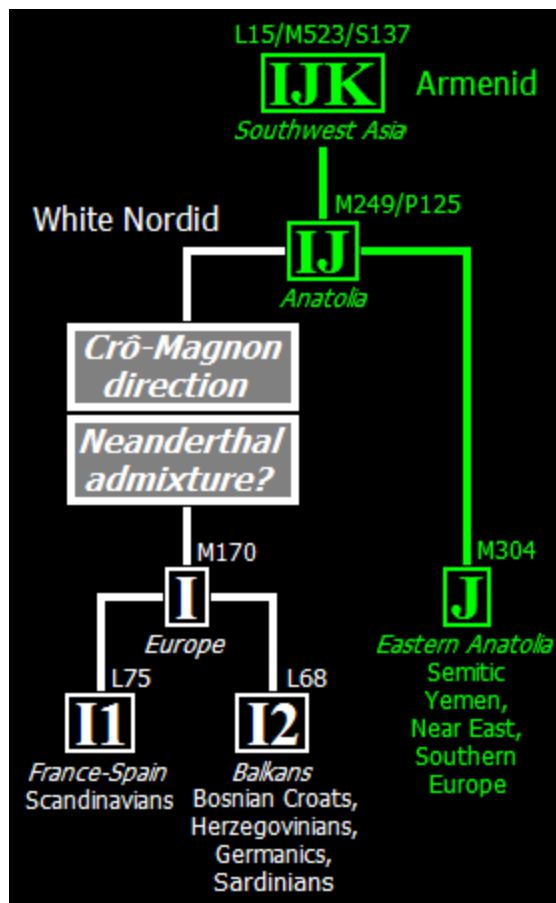 L15/M523/S137
IJK
Armenid
Southwest Asia
M249/P125
White Nordid
IJ
Anatolia
Crô-Magnon
direction
Neanderthal
admixture?
M170
I
Europe
M304
J
Eastern Anatolia
Semitic
Yemen,
Near East,
Southern
Europe
L75
I1
France-Spain
Scandinavians
L68
I2
Balkans
Bosnian Croats,
Herzegovinians,
Germanics,
Sardinians